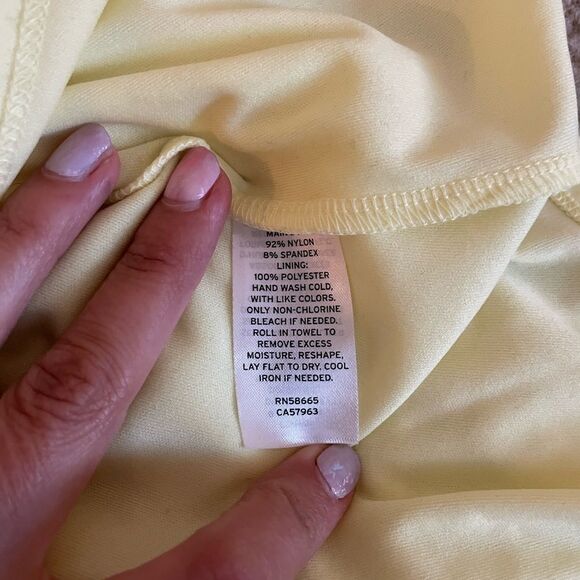 92% NYLON
8% SPANDEX
LINING:
100% POLYESTER
HAND WASH COLD,
WITH LIKE COLORS.
ONLY NON-CHLORINE
BLEACH IF NEEDED.
ROLL IN TOWEL TO
REMOVE EXCESS
MOISTURE, RESHAPE,
LAY FLAT TO DRY. COOL
IRON IF NEEDED.
RN58665
CA57963